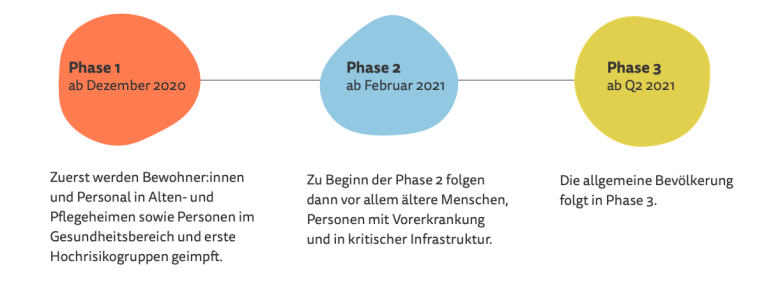 Phase 1
ab Dezember 2020
Zuerst werden Bewohner:innen
und Personal in Alten- und
Pflegeheimen sowie Personen im
Gesundheitsbereich und erste
Hochrisikogruppen geimpft.
Phase 2
ab Februar 2021
Zu Beginn der Phase 2 folgen
dann vor allem ältere Menschen,
Personen mit Vorerkrankung
und in kritischer Infrastruktur.
Phase 3
ab Q2 2021
Die allgemeine Bevölkerung
folgt in Phase 3.